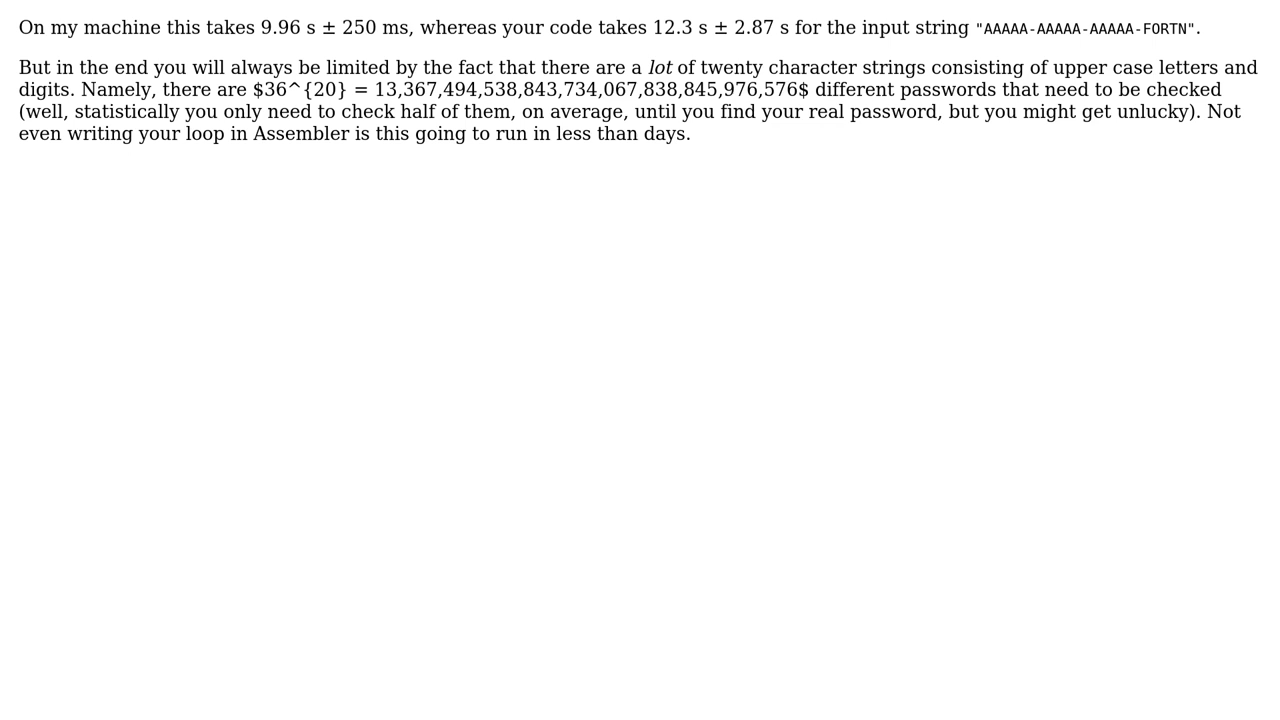 On my machine this takes 9.96 s ± 250 ms, whereas your code takes 12.3 s ± 2.87 s for the input string "AAAAA-AAAAA-AAAAA-FORTN".
But in the end you will always be limited by the fact that there are a lot of twenty character strings consisting of upper case letters and
digits. Namely, there are $36^{20} = 13,367,494,538,843,734,067,838,845,976,576$ different passwords that need to be checked
(well, statistically you only need to check half of them, on average, until you find your real password, but you might get unlucky). Not
even writing your loop in Assembler is this going to run in less than days.